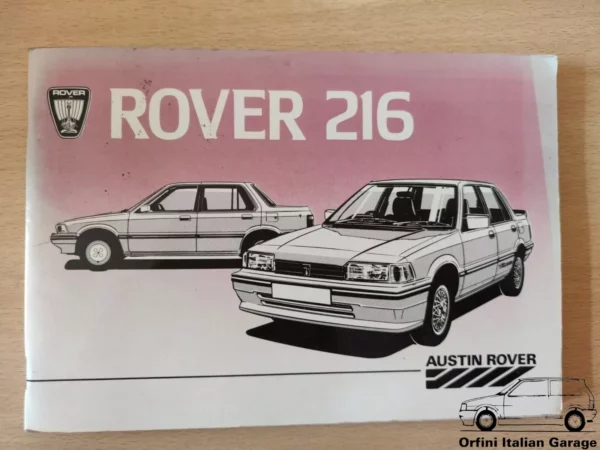 ROVER
ROVER 216
AUSTIN ROVER
Orfini Italian Garage